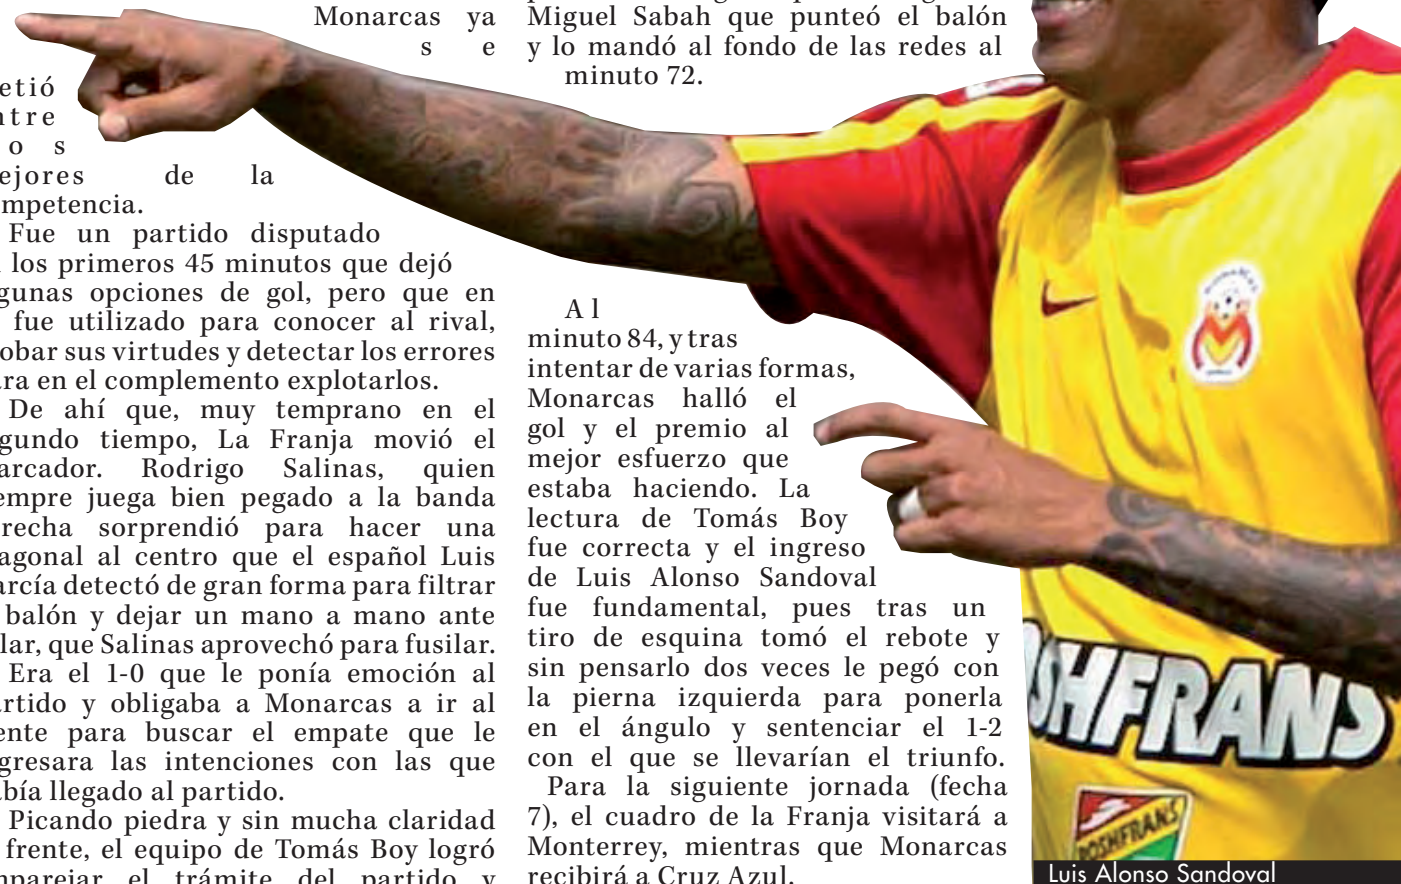 Monarcas ya
s e
etió
ntre
o s
ejores de la
mpetencia.
Fue un partido disputado
los primeros 45 minutos que dejó
gunas opciones de gol, pero que en
fue utilizado para conocer al rival,
obar sus virtudes y detectar los errores
ara en el complemento explotarlos.
De ahí que, muy temprano en el
gundo tiempo, La Franja movió el
arcador. Rodrigo Salinas, quien
empre juega bien pegado a la banda
recha sorprendió para hacer una
agonal al centro que el español Luis
arcía detectó de gran forma para filtrar
balón y dejar un mano a mano ante
lar, que Salinas aprovechó para fusilar.
Era el 1-0 que le ponía emoción al
artido y obligaba a Monarcas a ir al
ente para buscar el empate que le
gresara las intenciones con las que
abía llegado al partido.
Picando piedra y sin mucha claridad
frente, el equipo de Tomás Boy logró
mparejar el trámite del partido y
Miguel Sabah que punteó el balón
y lo mandó al fondo de las redes al
minuto 72.
Al
minuto 84, y tras
intentar de varias formas,
Monarcas halló el
gol y el premio al
mejor esfuerzo que
estaba haciendo. La
lectura de Tomás Boy
fue correcta y el ingreso
de Luis Alonso Sandoval
fue fundamental, pues tras un
tiro de esquina tomó el rebote y
sin pensarlo dos veces le pegó con
la pierna izquierda para ponerla
en el ángulo y sentenciar el 1-2
con el que se llevarían el triunfo.
Para la siguiente jornada (fecha
7), el cuadro de la Franja visitará a
Monterrey, mientras que Monarcas
recibirá a Cruz Azul.
OSHFRANS
ROSHFRANS
Luis Alonso Sandoval